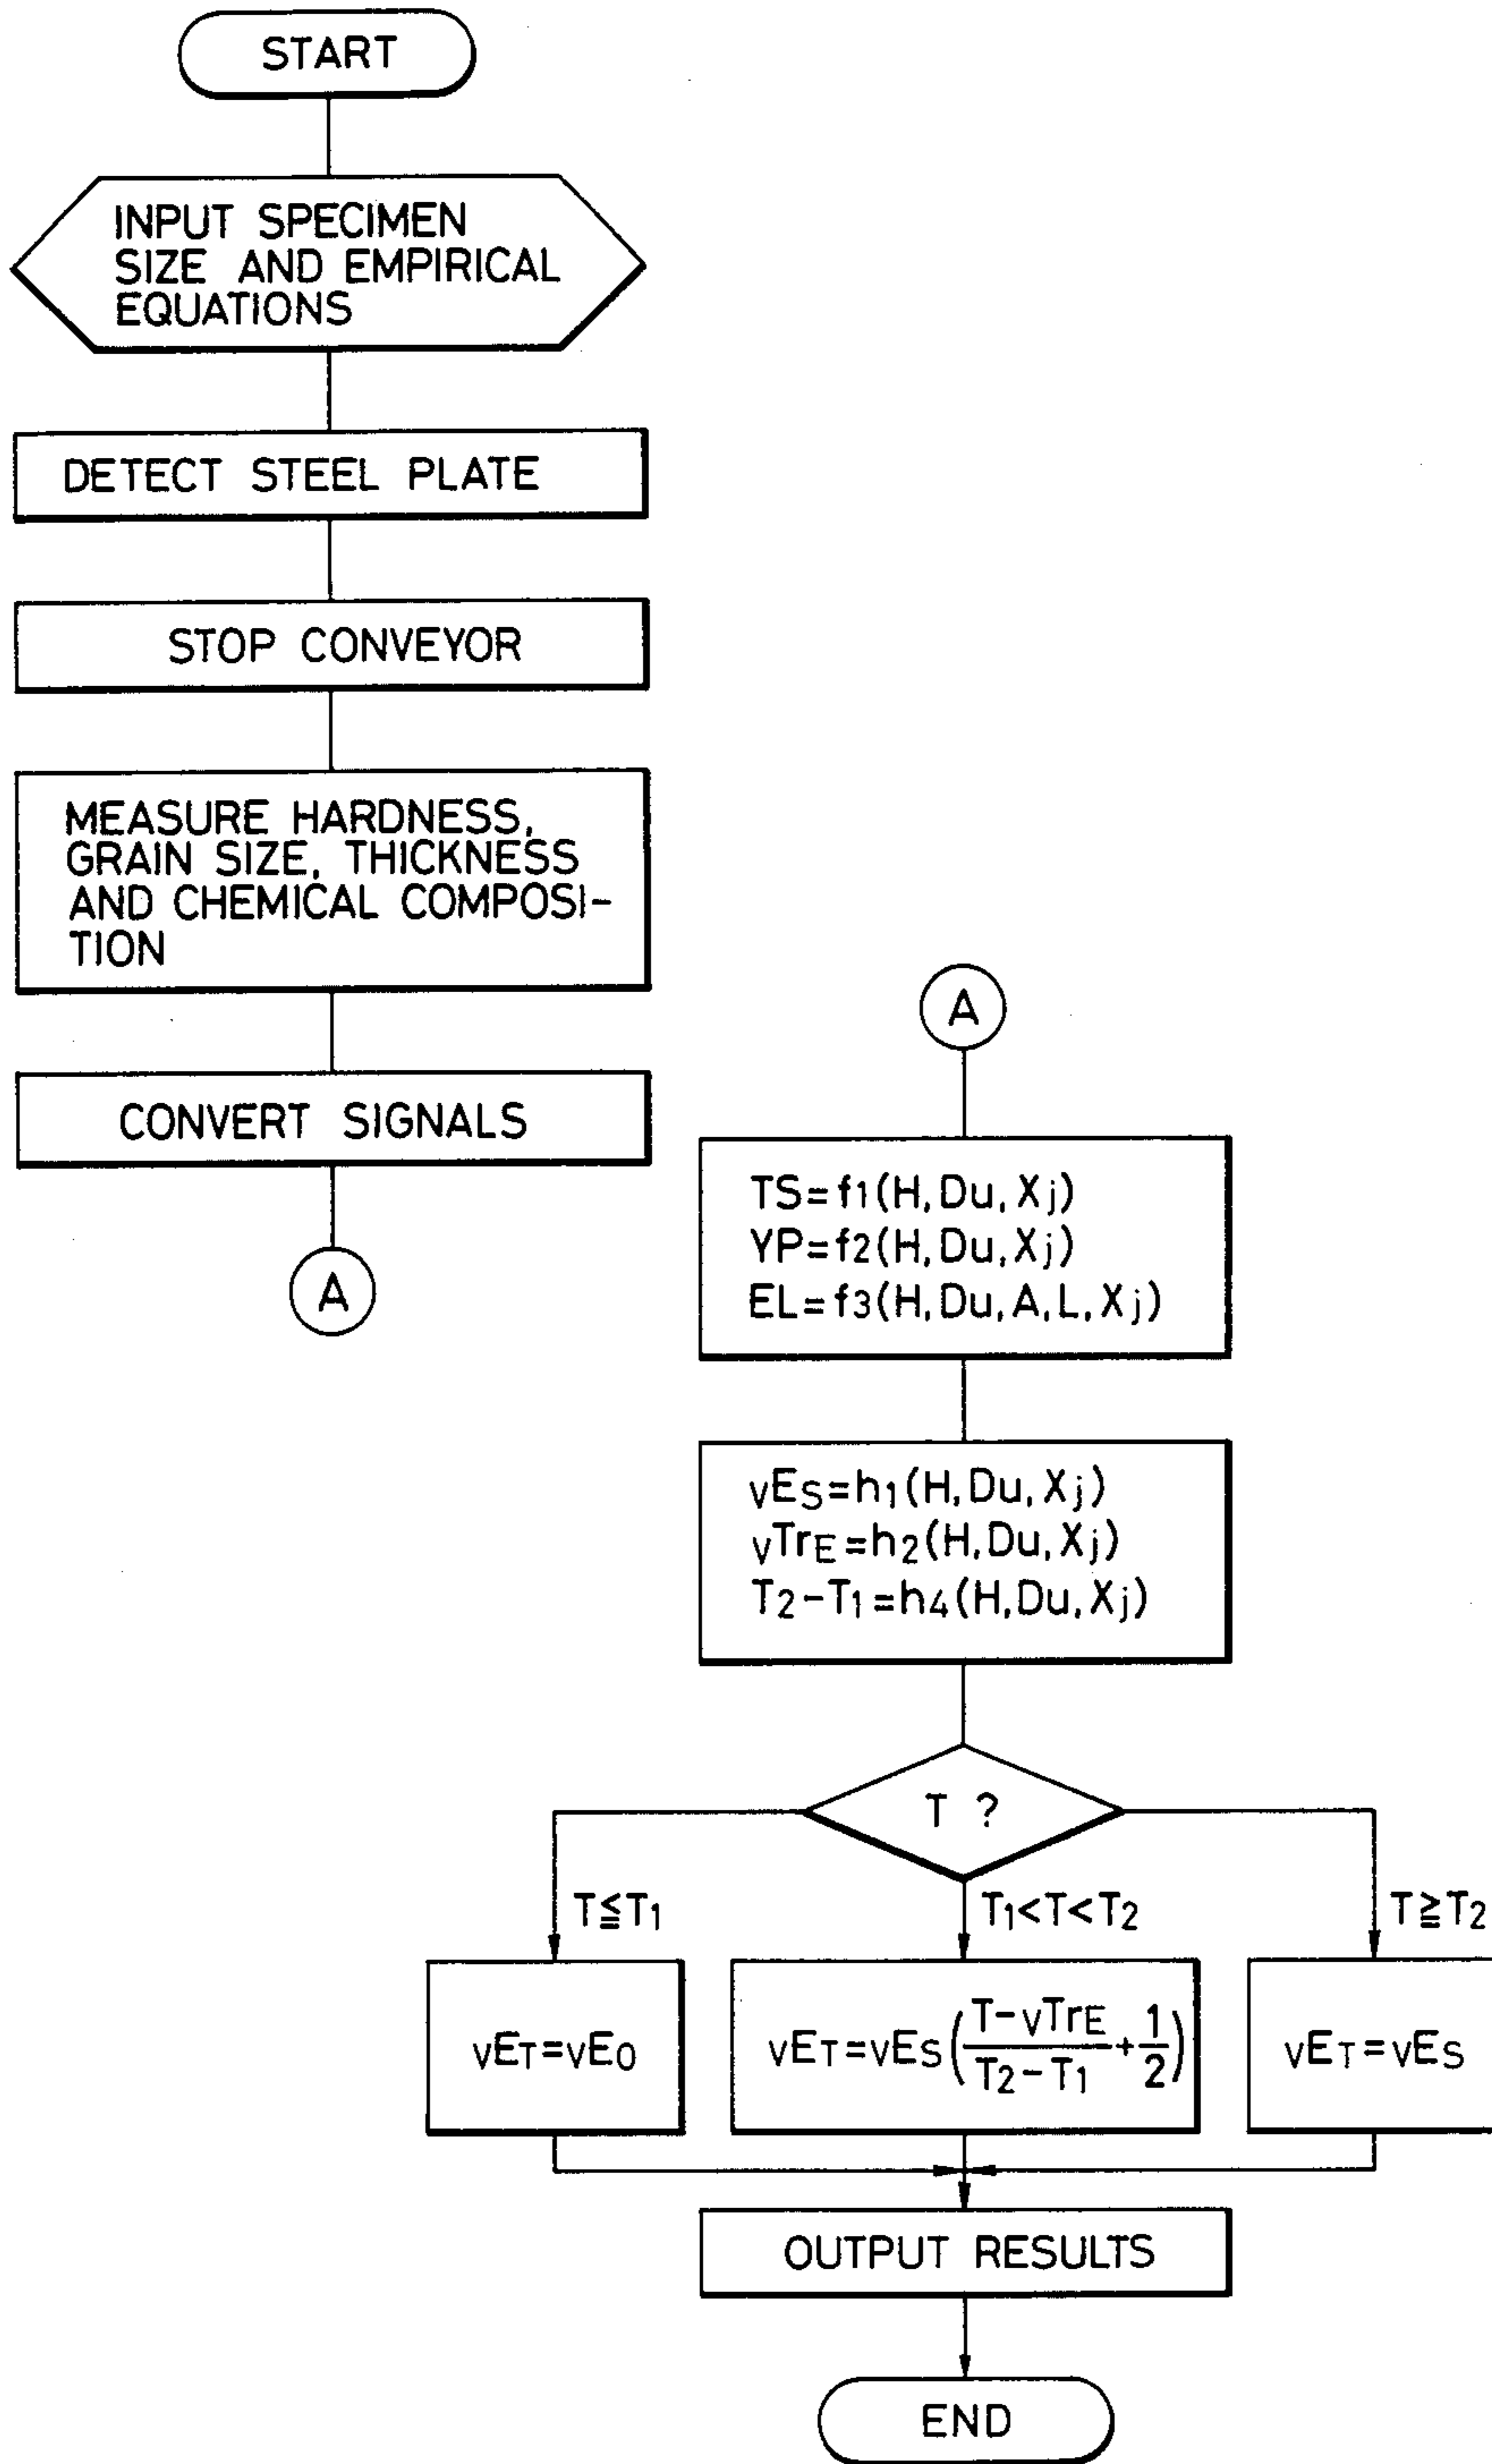 START
INPUT SPECIMEN
SIZE AND EMPIRICAL
EQUATIONS
DETECT STEEL PLATE
STOP CONVEYOR
MEASURE HARDNESS,
GRAIN SIZE, THICKNESS
AND CHEMICAL COMPOSI-
TION
CONVERT SIGNALS
A
A
TS=f1(H,Du,Xj)
YP=f2(H,Du,Xj)
EL=f3(H,Du,A,L,Xj)
vEs=h1(H,Du,Xj)
vTrE=h2(H,Du,Xj)
T2-T1=h4(H,Du,Xj)
T ?
T≦T1
T1<T<T2
T≧T2
vET=vE0
vET=vEs(T-vTrE/T2-T1+1/2)
vET=vEs
OUTPUT RESULTS
END